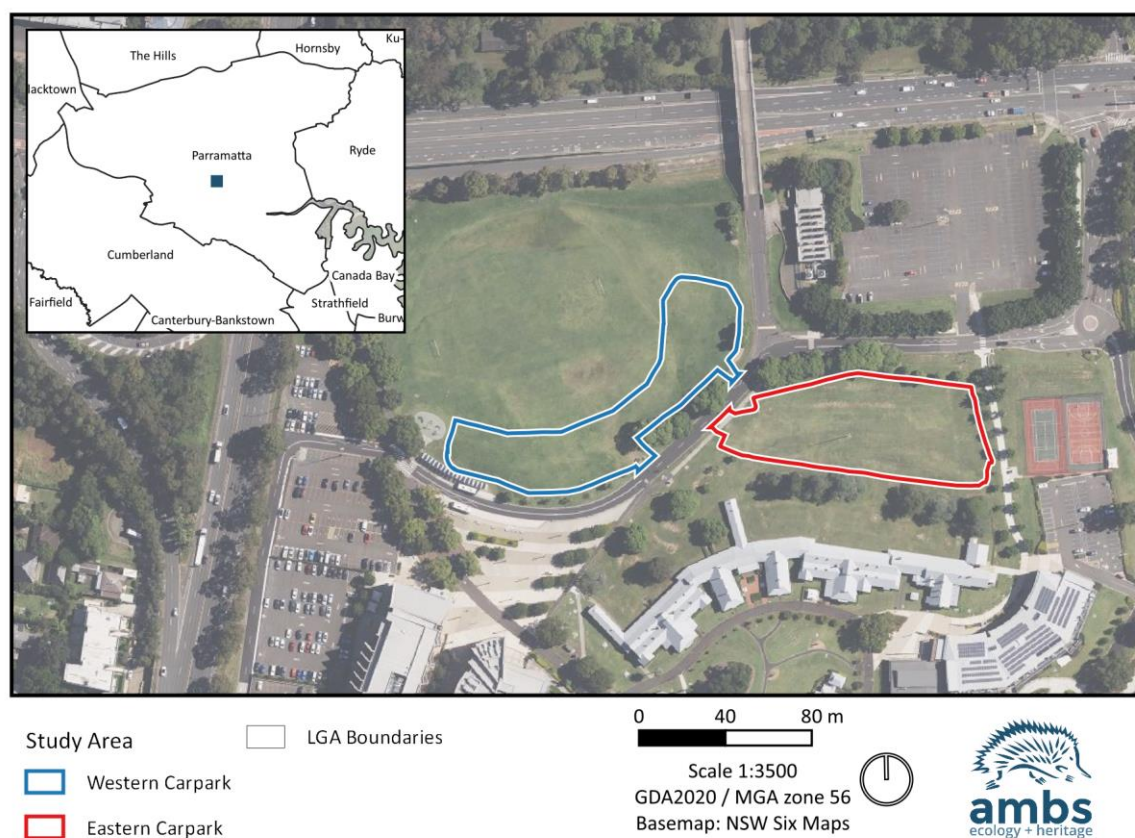 Ku-
Hornsby
The Hills
lacktown
Parramatta
Ryde
Cumberland
Canada Bay
Fairfield
Strathfield
Canterbury-Bankstown
Burw
Study Area
LGA Boundaries
Western Carpark
Eastern Carpark
0 40 80 m
Scale 1:3500
GDA2020 / MGA zone 56
Basemap: NSW Six Maps
ambs
ecology + heritage